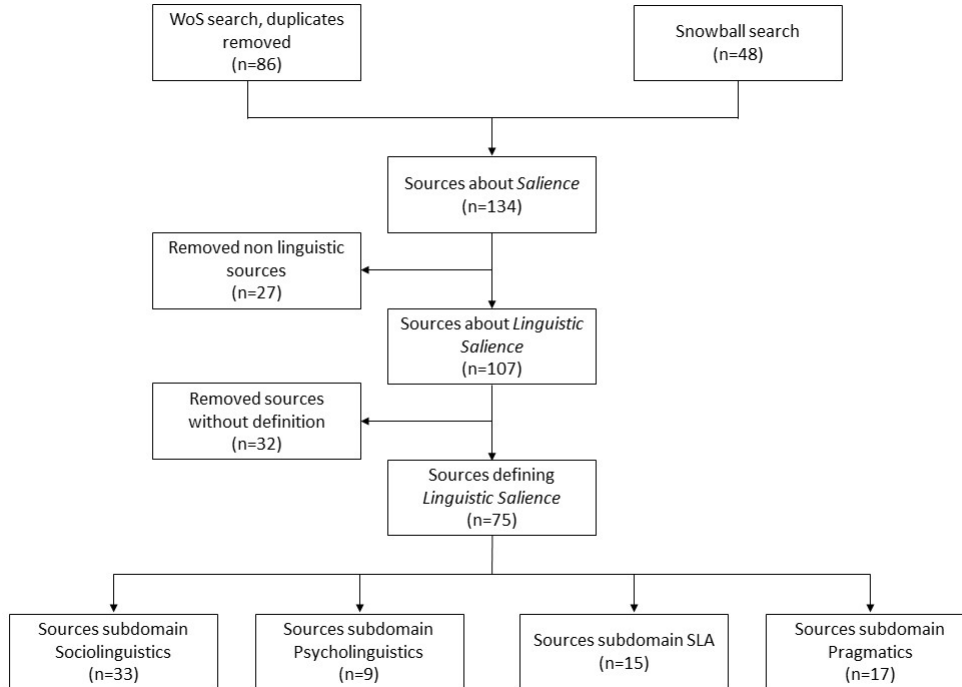 WoS search, duplicates
removed
(n=86)
Snowball search
(n=48)
Sources about Salience
(n=134)
Removed non linguistic
sources
(n=27)
Sources about Linguistic
Salience
(n=107)
Removed sources
without definition
(n=32)
Sources defining
Linguistic Salience
(n=75)
Sources subdomain
Sociolinguistics
(n=33)
Sources subdomain
Psycholinguistics
(n=9)
Sources subdomain SLA
(n=15)
Sources subdomain
Pragmatics
(n=17)